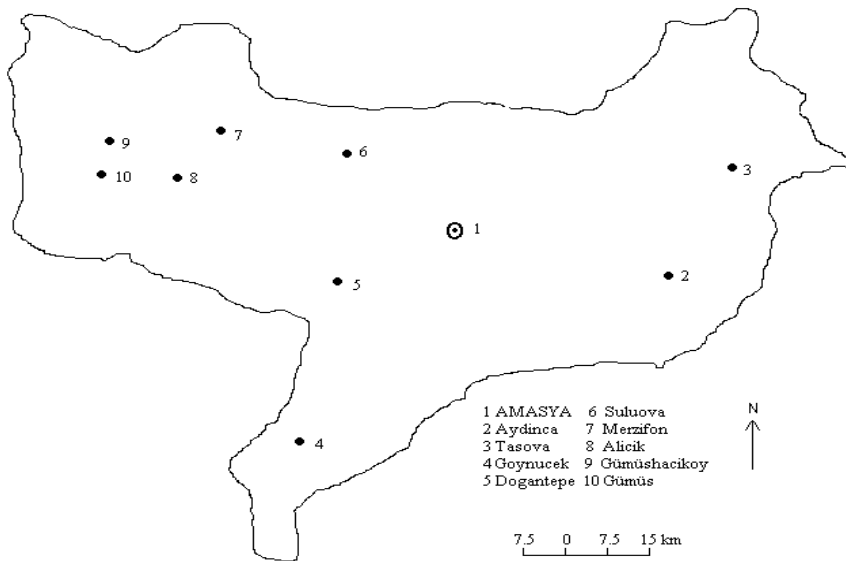 7
9
6
10
8
3
1
2
5
4
1 AMASYA 6 Suluova
2 Aydinca 7 Merzifon
3 Tasova 8 Alicik
4 Goynucek 9 Gümüshacikoy
5 Dogantepe 10 Gümüs
N
7.5 0 7.5 15 km